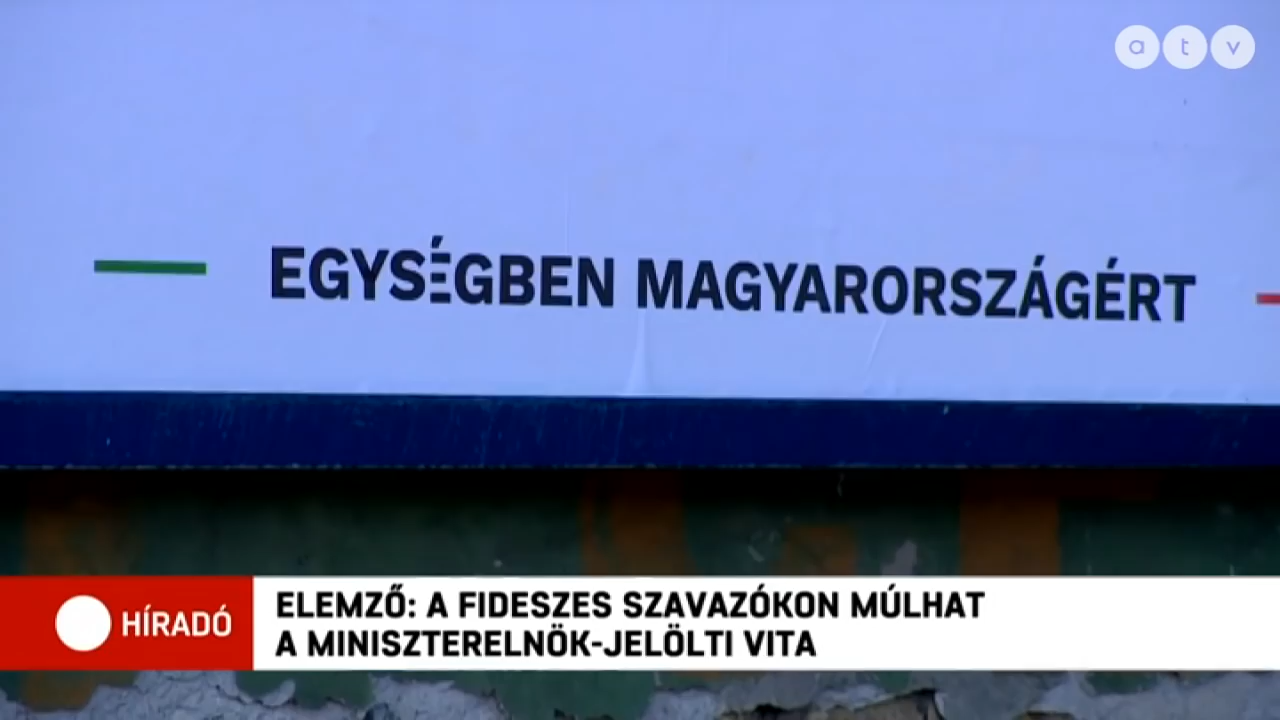 atv
EGYSÉGBEN MAGYARORSZÁGÉRT
HÍRADÓ
ELEMZŐ: A FIDESZES SZAVAZÓKON MÚLHAT
A MINISZTERELNÖK-JELÖLTI VITA